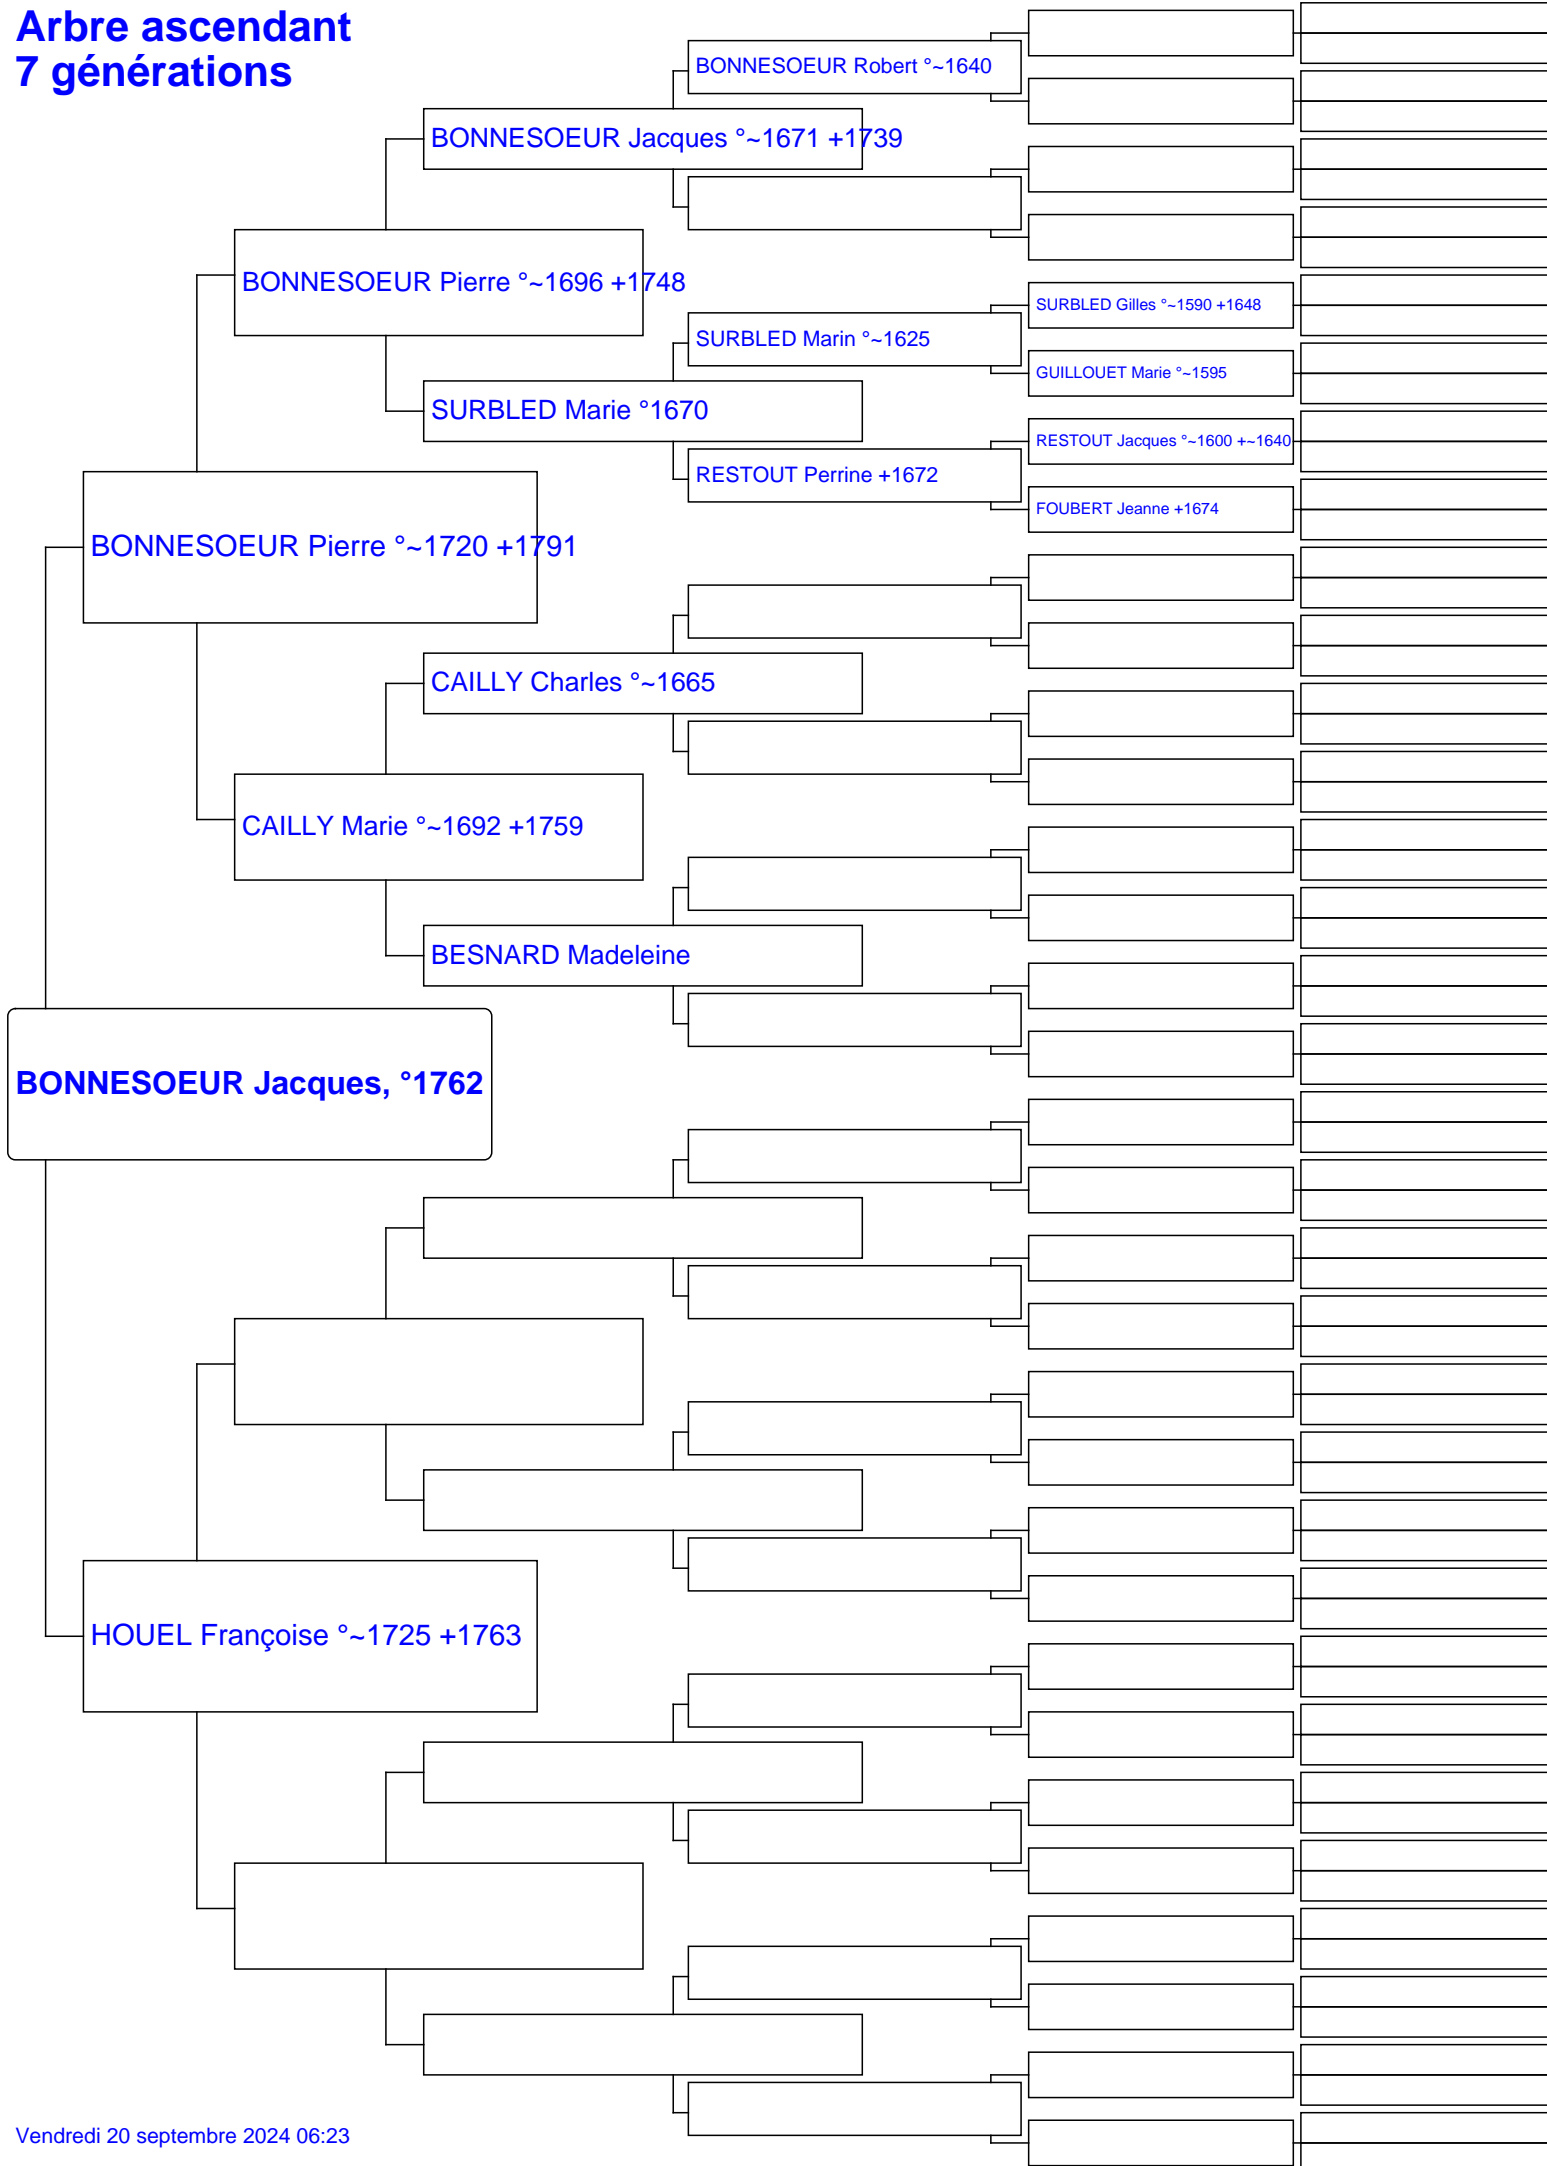 Arbre ascendant
7 générations
BONNESOEUR Robert °~1640
BONNESOEUR Jacques °~1671 +1739
BONNESOEUR Pierre °~1696 +1748
SURBLED Gilles °~1590 +1648
SURBLED Marin °~1625
GUILLOUET Marie °~1595
SURBLED Marie °1670
RESTOUT Jacques °~1600 +~1640
RESTOUT Perrine +1672
FOUBERT Jeanne +1674
BONNESOEUR Pierre °~1720 +1791
CAILLY Charles °~1665
CAILLY Marie °~1692 +1759
BESNARD Madeleine
BONNESOEUR Jacques, °1762
HOUEL Françoise °~1725 +1763
Vendredi 20 septembre 2024 06:23